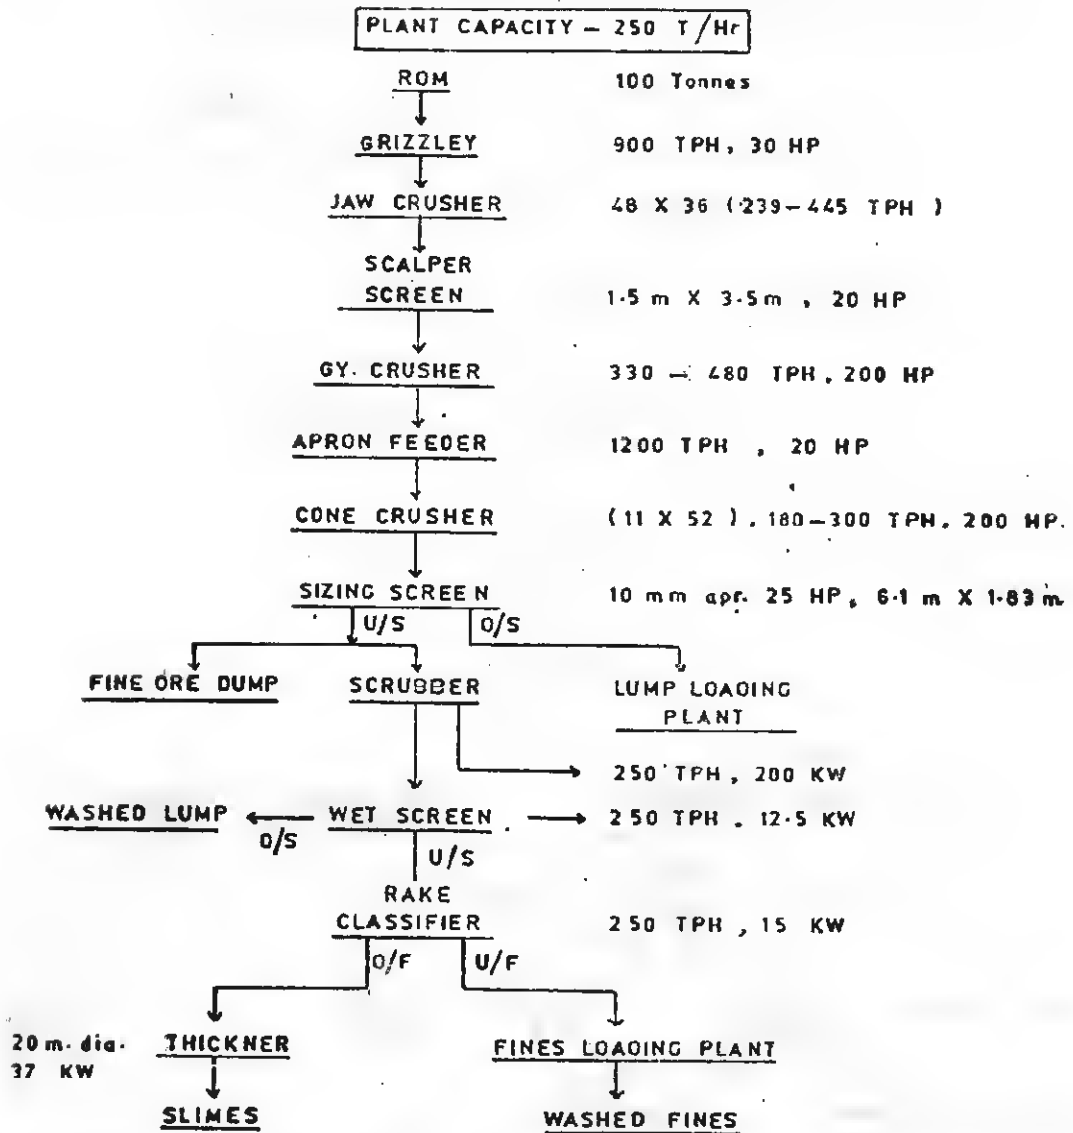 PLANT CAPACITY – 250 T/Hr
ROM 100 Tonnes
GRIZZLEY 900 TPH, 30 HP
JAW CRUSHER 48 X 36 (239–445 TPH)
SCALPER
SCREEN 1·5 m X 3·5m , 20 HP
GY. CRUSHER 330 – 480 TPH, 200 HP
APRON FEEDER 1200 TPH , 20 HP
CONE CRUSHER (11 X 52 ), 180–300 TPH, 200 HP.
SIZING SCREEN 10 mm apr. 25 HP, 6·1 m X 1·83 m
U/S O/S
FINE ORE DUMP SCRUBBER LUMP LOADING
PLANT
250 TPH, 200 KW
WASHED LUMP O/S WET SCREEN 250 TPH . 12·5 KW
U/S
RAKE
CLASSIFIER 250 TPH , 15 KW
O/F U/F
20 m. dia. THICKNER FINES LOADING PLANT
37 KW
SLIMES WASHED FINES